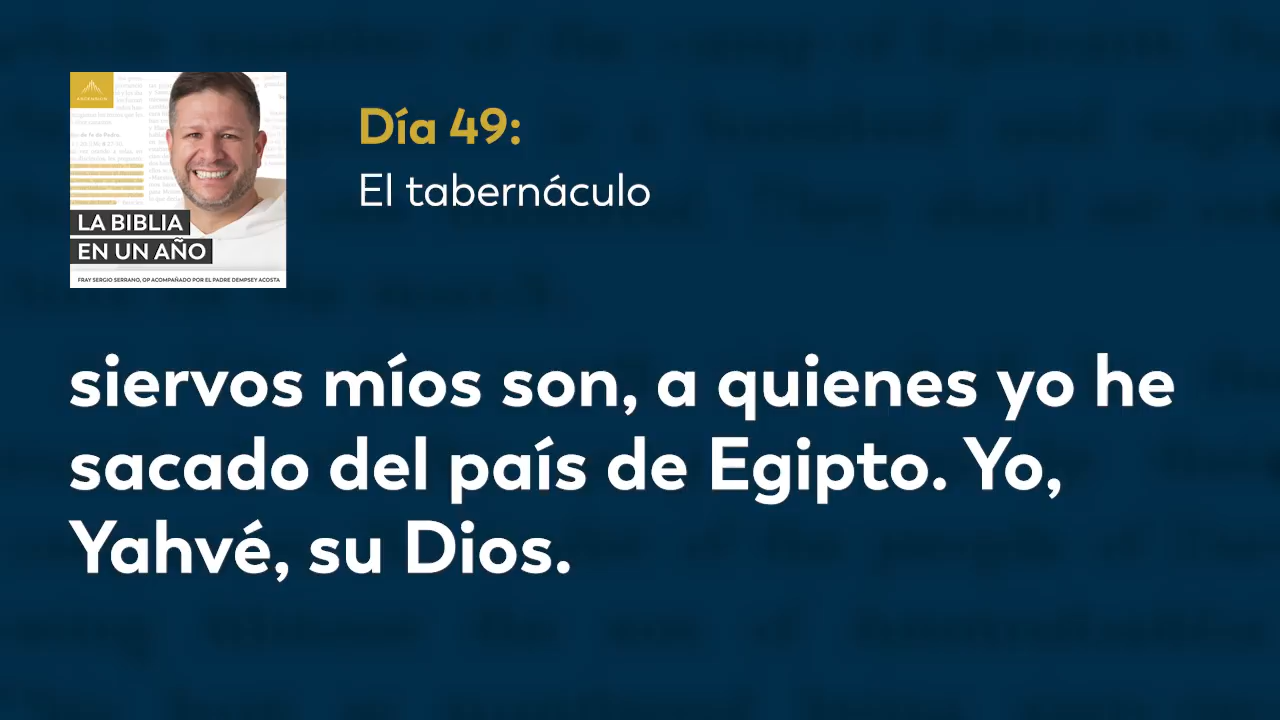 ASCENSION
LA BIBLIA
EN UN AÑO
FRAY SERGIO SERRANO, OP ACOMPAÑADO POR EL PADRE DEMPSEY ACOSTA
Día 49:
El tabernáculo
siervos míos son, a quienes yo he
sacado del país de Egipto. Yo,
Yahvé, su Dios.